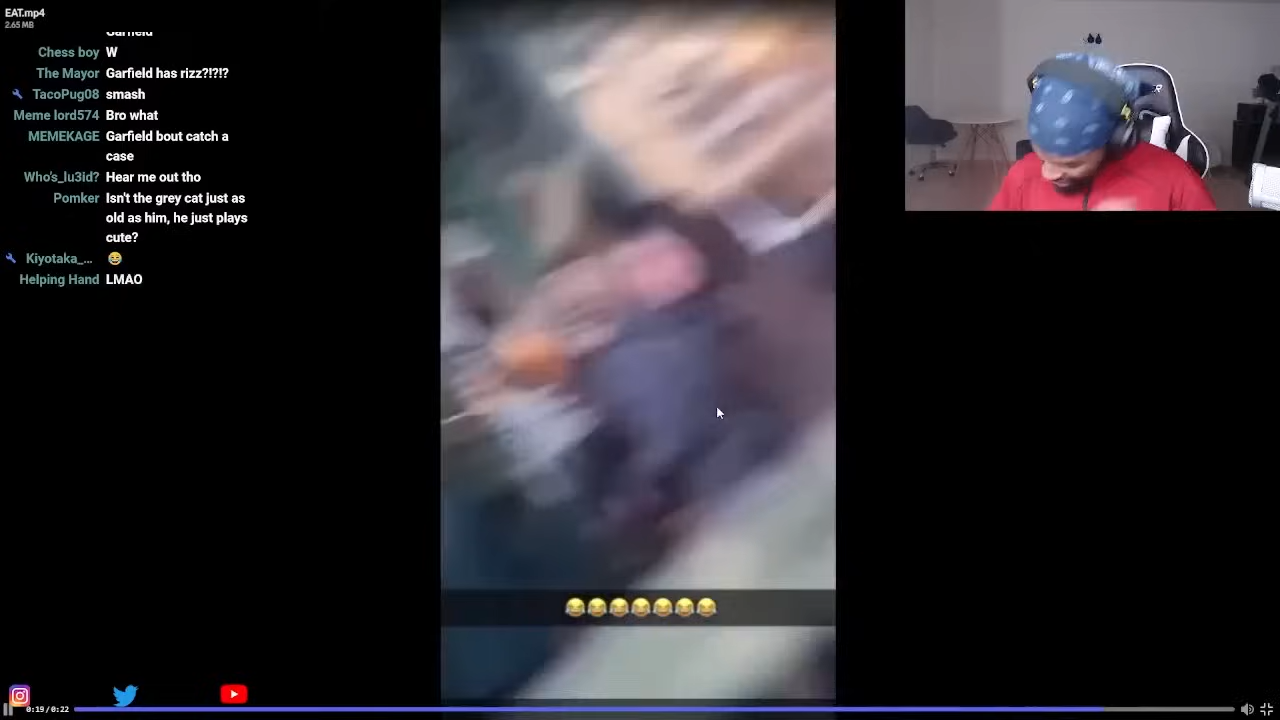 EAT.mp4
2.65 MB
Garfield
Chess boy W
The Mayor Garfield has rizz?!?!?
TacoPug08 smash
Meme lord574 Bro what
MEMEKAGE Garfield bout catch a
case
Who's_lu3id? Hear me out tho
Pomker Isn't the grey cat just as
old as him, he just plays
cute?
Kiyotaka_... 😂
Helping Hand LMAO
😂😂😂😂😂😂😂
0:19/0:22